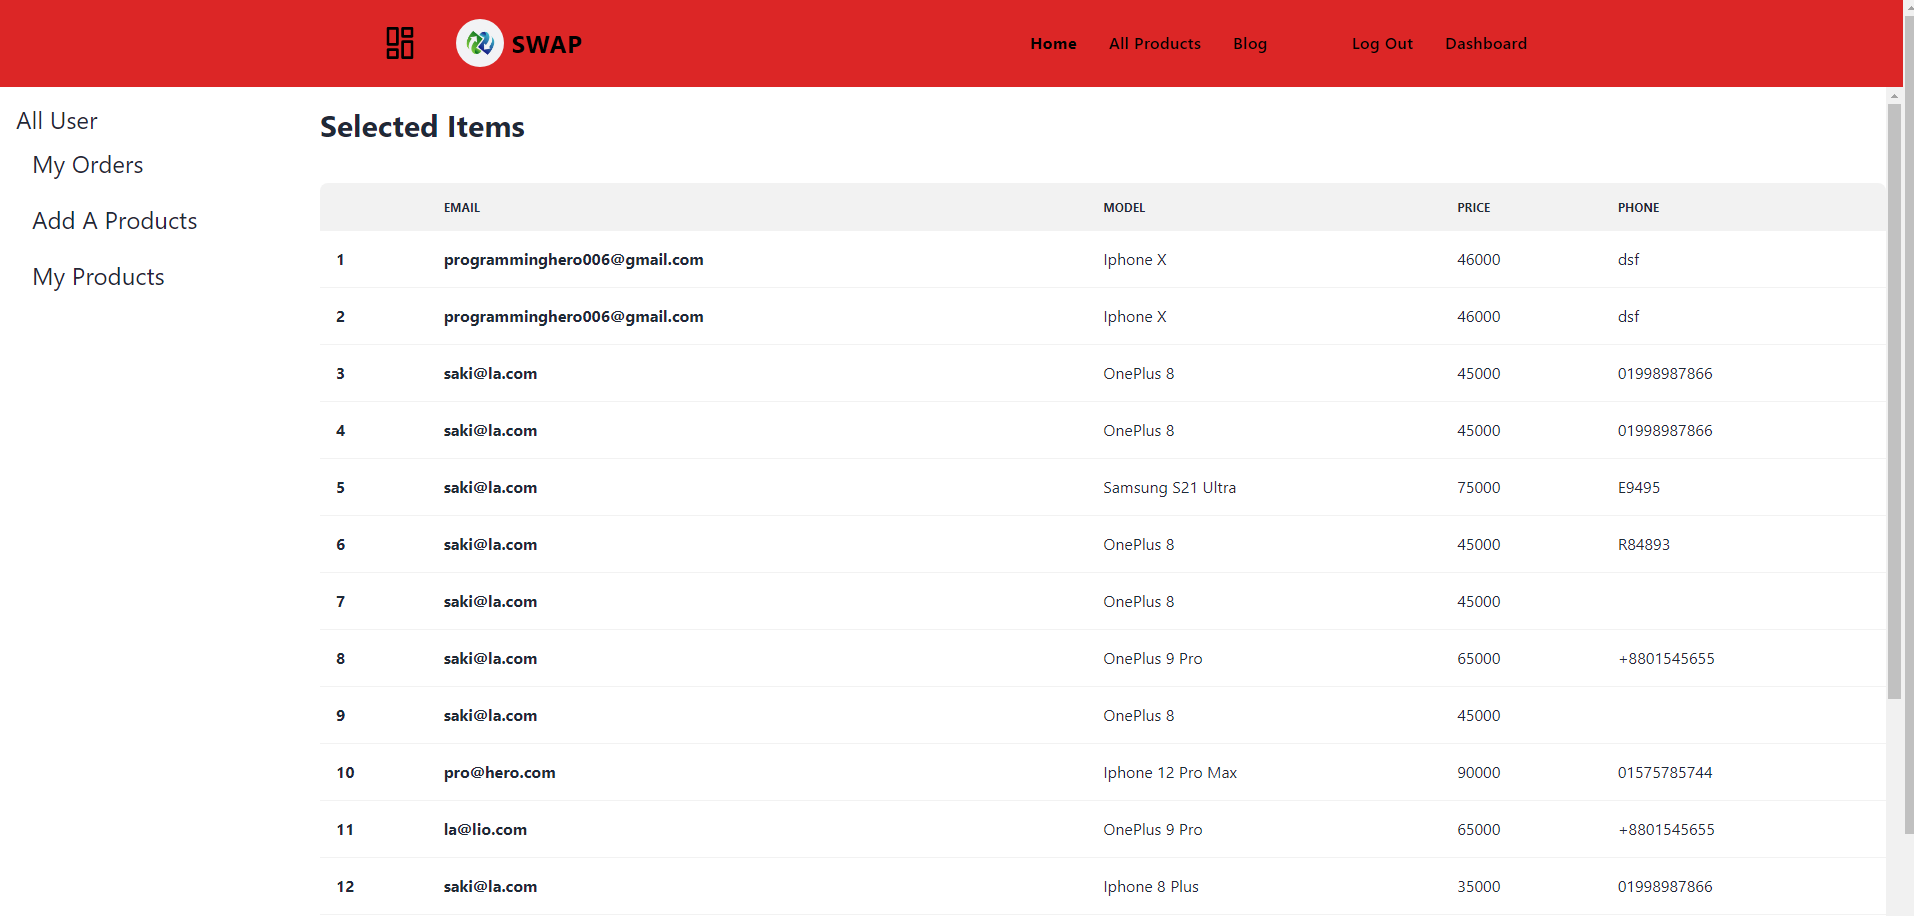 SWAP Home All Products Blog Log Out Dashboard
All User
My Orders
Add A Products
My Products
Selected Items
EMAIL MODEL PRICE PHONE
1 programminghero006@gmail.com Iphone X 46000 dsf
2 programminghero006@gmail.com Iphone X 46000 dsf
3 saki@la.com OnePlus 8 45000 01998987866
4 saki@la.com OnePlus 8 45000 01998987866
5 saki@la.com Samsung S21 Ultra 75000 E9495
6 saki@la.com OnePlus 8 45000 R84893
7 saki@la.com OnePlus 8 45000
8 saki@la.com OnePlus 9 Pro 65000 +8801545655
9 saki@la.com OnePlus 8 45000
10 pro@hero.com Iphone 12 Pro Max 90000 01575785744
11 la@lio.com OnePlus 9 Pro 65000 +8801545655
12 saki@la.com Iphone 8 Plus 35000 01998987866